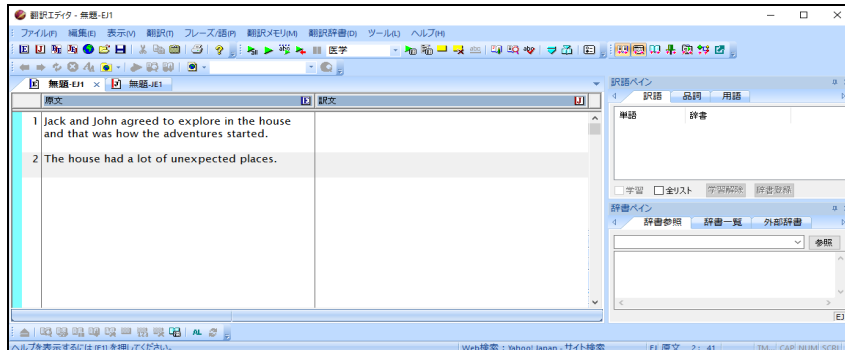 翻訳エディタ - 無題-EJ1
ファイル(F) 編集(E) 表示(V) 翻訳(T) フレーズ/語(P) 翻訳メモリ(M) 翻訳辞書(D) ツール(L) ヘルプ(H)
医学
無題-EJ1 × 無題-JE1
原文 E 訳文 J
1 Jack and John agreed to explore in the house
and that was how the adventures started.
2 The house had a lot of unexpected places.
訳語ペイン
訳語 品詞 用語
単語 辞書
学習 全リスト 学習解除 辞書登録
辞書ペイン
辞書参照 辞書一覧 外部辞書
参照
EJ
AL
ヘルプを表示するには [F1] を押してください。 Web検索 : Yahoo! Japan - サイト検索 EJ 原文 2: 41 TM CAP NUM SCRL